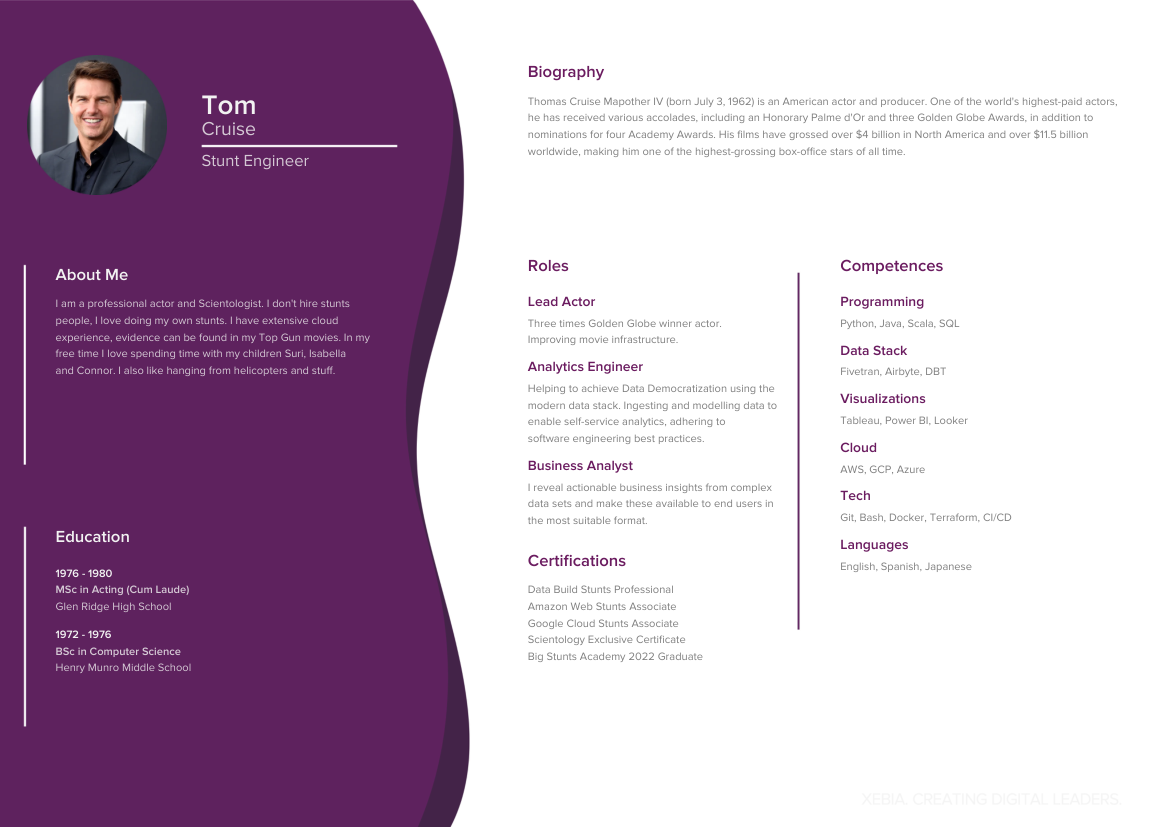 Tom
Cruise
Stunt Engineer
About Me
I am a professional actor and Scientologist. I don't hire stunts
people, I love doing my own stunts. I have extensive cloud
experience, evidence can be found in my Top Gun movies. In my
free time I love spending time with my children Suri, Isabella
and Connor. I also like hanging from helicopters and stuff.
Education
1976 - 1980
MSc in Acting (Cum Laude)
Glen Ridge High School
1972 - 1976
BSc in Computer Science
Henry Munro Middle School
Biography
Thomas Cruise Mapother IV (born July 3, 1962) is an American actor and producer. One of the world's highest-paid actors,
he has received various accolades, including an Honorary Palme d'Or and three Golden Globe Awards, in addition to
nominations for four Academy Awards. His films have grossed over $4 billion in North America and over $11.5 billion
worldwide, making him one of the highest-grossing box-office stars of all time.
Roles
Lead Actor
Three times Golden Globe winner actor.
Improving movie infrastructure.
Analytics Engineer
Helping to achieve Data Democratization using the
modern data stack. Ingesting and modelling data to
enable self-service analytics, adhering to
software engineering best practices.
Business Analyst
I reveal actionable business insights from complex
data sets and make these available to end users in
the most suitable format.
Certifications
Data Build Stunts Professional
Amazon Web Stunts Associate
Google Cloud Stunts Associate
Scientology Exclusive Certificate
Big Stunts Academy 2022 Graduate
Competences
Programming
Python, Java, Scala, SQL
Data Stack
Fivetran, Airbyte, DBT
Visualizations
Tableau, Power BI, Looker
Cloud
AWS, GCP, Azure
Tech
Git, Bash, Docker, Terraform, CI/CD
Languages
English, Spanish, Japanese
XEBIA. CREATING DIGITAL LEADERS.